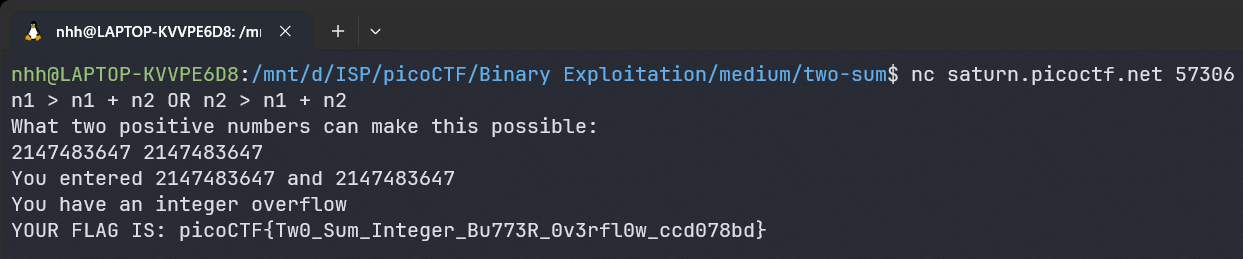 nhh@LAPTOP-KVVPE6D8: /m
nhh@LAPTOP-KVVPE6D8:/mnt/d/ISP/picoCTF/Binary Exploitation/medium/two-sum$ nc saturn.picoctf.net 57306
n1 > n1 + n2 OR n2 > n1 + n2
What two positive numbers can make this possible:
2147483647 2147483647
You entered 2147483647 and 2147483647
You have an integer overflow
YOUR FLAG IS: picoCTF{Tw0_Sum_Integer_Bu773R_0v3rfl0w_ccd078bd}